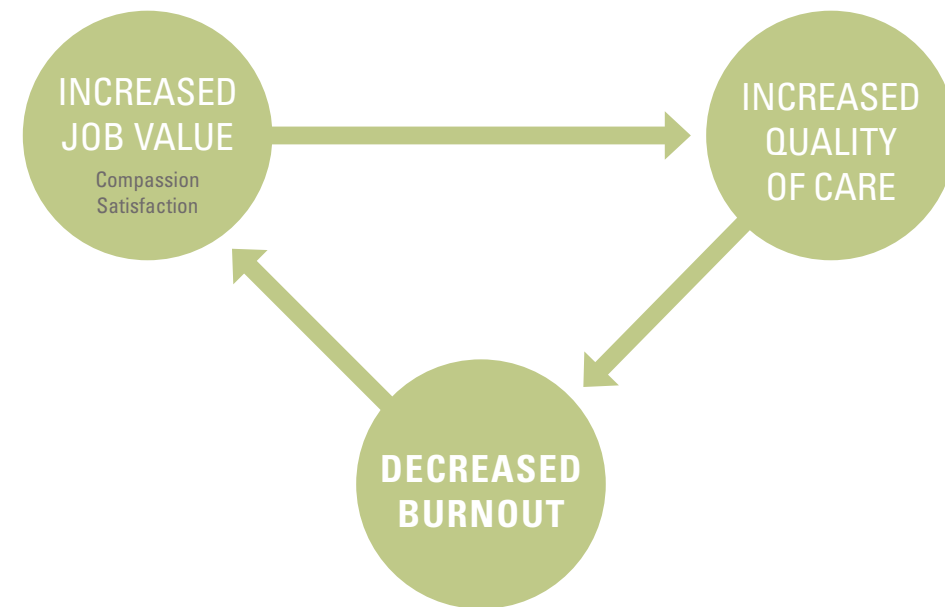 INCREASED
JOB VALUE
Compassion
Satisfaction
INCREASED
QUALITY
OF CARE
DECREASED
BURNOUT